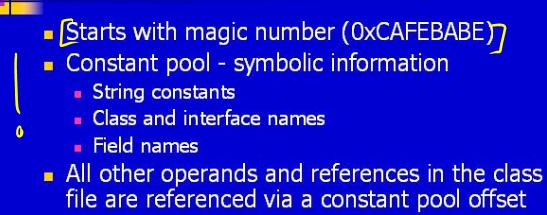 Starts with magic number (0xCAFEBABE)
Constant pool - symbolic information
String constants
Class and interface names
Field names
All other operands and references in the class
file are referenced via a constant pool offset